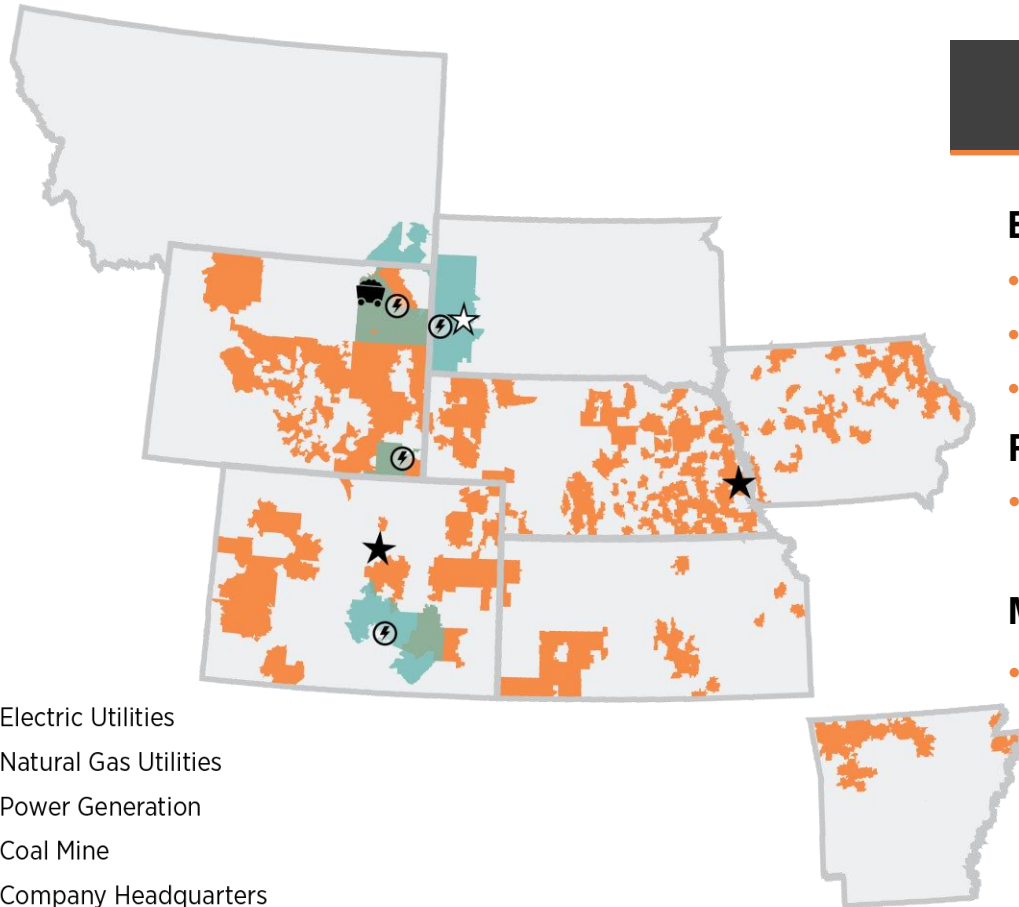 Electric Utilities
Natural Gas Utilities
Power Generation
Coal Mine
Company Headquarters